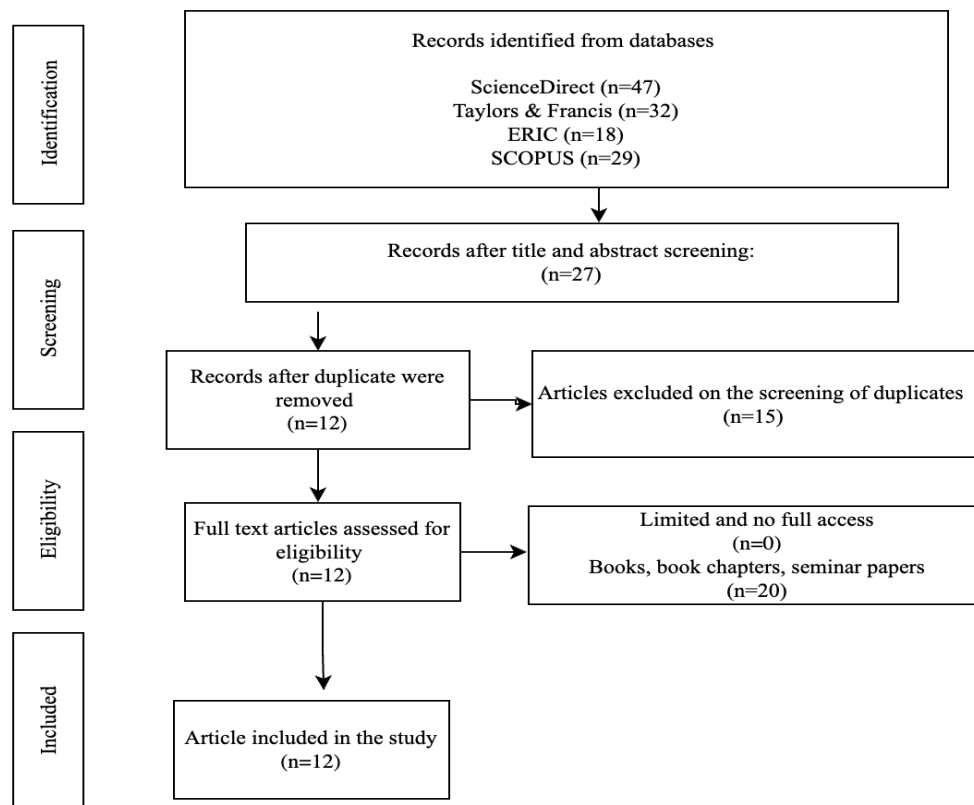 Identification
Records identified from databases
ScienceDirect (n=47)
Taylors & Francis (n=32)
ERIC (n=18)
SCOPUS (n=29)
Screening
Records after title and abstract screening:
(n=27)
Records after duplicate were
removed
(n=12)
Articles excluded on the screening of duplicates
(n=15)
Eligibility
Full text articles assessed for
eligibility
(n=12)
Limited and no full access
(n=0)
Books, book chapters, seminar papers
(n=20)
Included
Article included in the study
(n=12)